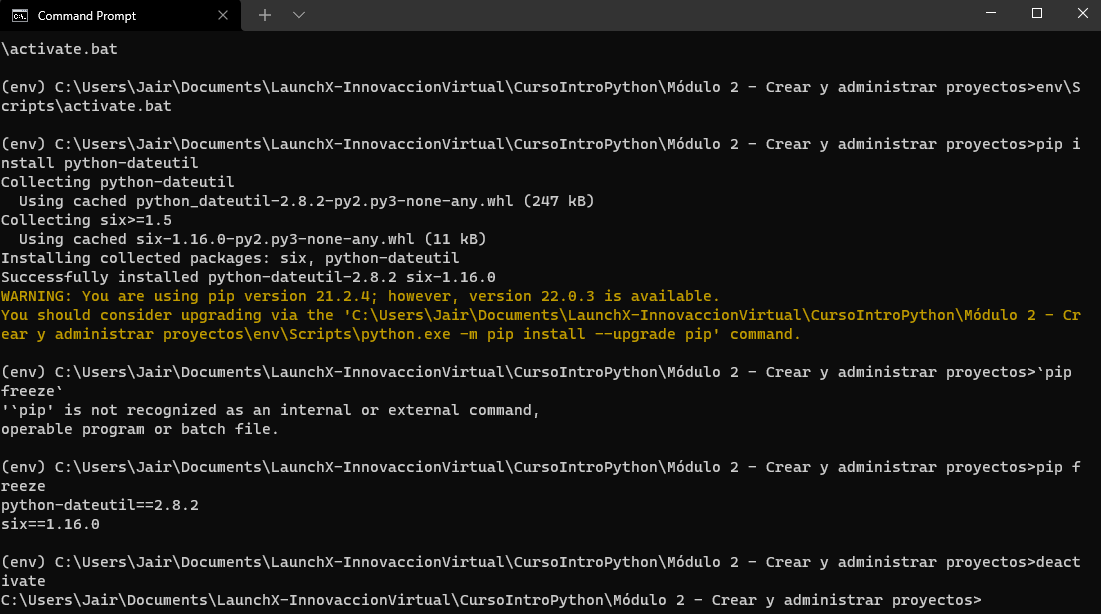 Command Prompt
\activate.bat
(env) C:\Users\Jair\Documents\LaunchX-InnovaccionVirtual\CursoIntroPython\Módulo 2 - Crear y administrar proyectos>env\S
cripts\activate.bat
(env) C:\Users\Jair\Documents\LaunchX-InnovaccionVirtual\CursoIntroPython\Módulo 2 - Crear y administrar proyectos>pip i
nstall python-dateutil
Collecting python-dateutil
  Using cached python_dateutil-2.8.2-py2.py3-none-any.whl (247 kB)
Collecting six>=1.5
  Using cached six-1.16.0-py2.py3-none-any.whl (11 kB)
Installing collected packages: six, python-dateutil
Successfully installed python-dateutil-2.8.2 six-1.16.0
WARNING: You are using pip version 21.2.4; however, version 22.0.3 is available.
You should consider upgrading via the 'C:\Users\Jair\Documents\LaunchX-InnovaccionVirtual\CursoIntroPython\Módulo 2 - Cr
ear y administrar proyectos\env\Scripts\python.exe -m pip install --upgrade pip' command.
(env) C:\Users\Jair\Documents\LaunchX-InnovaccionVirtual\CursoIntroPython\Módulo 2 - Crear y administrar proyectos>`pip
freeze`
'`pip' is not recognized as an internal or external command,
operable program or batch file.
(env) C:\Users\Jair\Documents\LaunchX-InnovaccionVirtual\CursoIntroPython\Módulo 2 - Crear y administrar proyectos>pip f
reeze
python-dateutil==2.8.2
six==1.16.0
(env) C:\Users\Jair\Documents\LaunchX-InnovaccionVirtual\CursoIntroPython\Módulo 2 - Crear y administrar proyectos>deact
ivate
C:\Users\Jair\Documents\LaunchX-InnovaccionVirtual\CursoIntroPython\Módulo 2 - Crear y administrar proyectos>